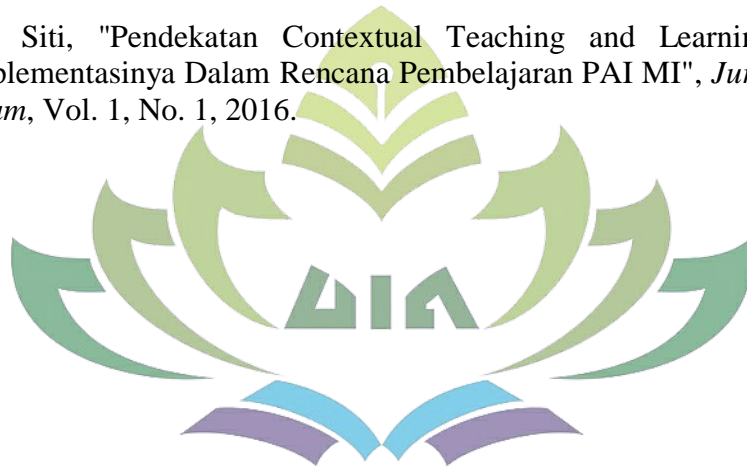 Siti, "Pendekatan Contextual Teaching and Learnin
plementasinya Dalam Rencana Pembelajaran PAI MI", Jur
am, Vol. 1, No. 1, 2016.
UIN